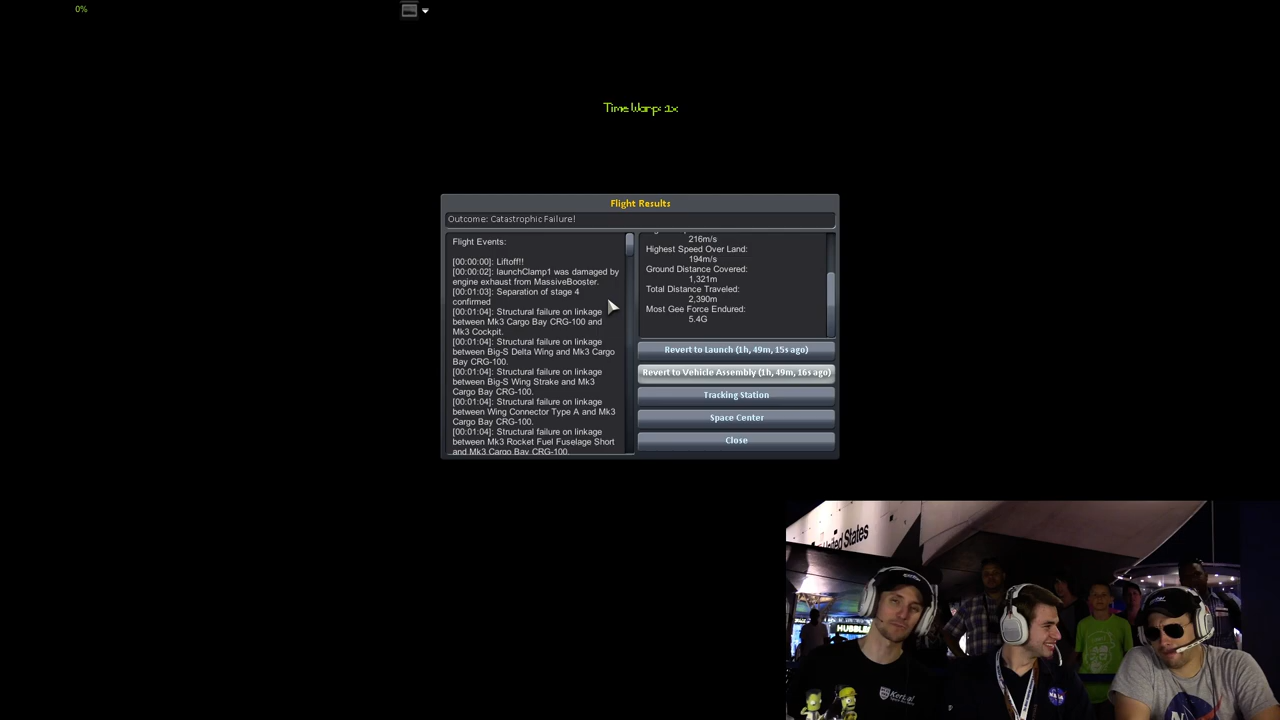 0%
Time Warp: 1x
Flight Results
Outcome: Catastrophic Failure!
Flight Events:
[00:00:00]: Liftoff!!
[00:00:02]: launchClamp1 was damaged by
engine exhaust from MassiveBooster.
[00:01:03]: Separation of stage 4
confirmed
[00:01:04]: Structural failure on linkage
between Mk3 Cargo Bay CRG-100 and
Mk3 Cockpit.
[00:01:04]: Structural failure on linkage
between Big-S Delta Wing and Mk3 Cargo
Bay CRG-100.
[00:01:04]: Structural failure on linkage
between Big-S Wing Strake and Mk3
Cargo Bay CRG-100.
[00:01:04]: Structural failure on linkage
between Wing Connector Type A and Mk3
Cargo Bay CRG-100.
[00:01:04]: Structural failure on linkage
between Mk3 Rocket Fuel Fuselage Short
and Mk3 Cargo Bay CRG-100.
216m/s
Highest Speed Over Land:
194m/s
Ground Distance Covered:
1,321m
Total Distance Traveled:
2,390m
Most Gee Force Endured:
5.4G
Revert to Launch (1h, 49m, 15s ago)
Revert to Vehicle Assembly (1h, 49m, 16s ago)
Tracking Station
Space Center
Close
United States
HUBBLE
Kerbal
NASA